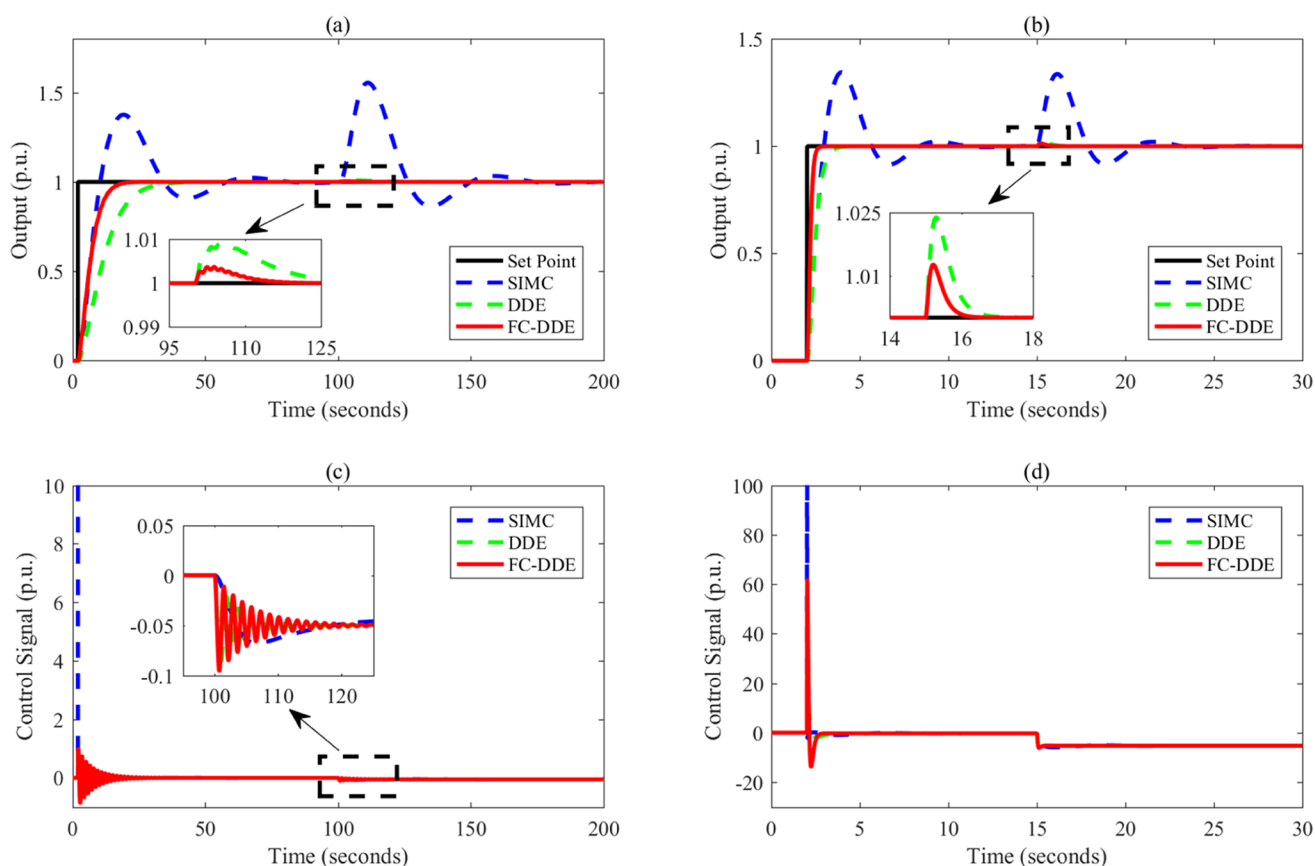 (a)
1.5
1
0.5
0
Output (p.u.)
1.01
1
0.99
95 110 125
Set Point
SIMC
DDE
FC-DDE
0 50 100 150 200
Time (seconds)
(b)
1.5
1
0.5
0
Output (p.u.)
1.025
1.01
14 16 18
Set Point
SIMC
DDE
FC-DDE
0 5 10 15 20 25 30
Time (seconds)
(c)
10
8
6
4
2
0
Control Signal (p.u.)
0.05
0
-0.05
-0.1
100 110 120
SIMC
DDE
FC-DDE
0 50 100 150 200
Time (seconds)
(d)
100
80
60
40
20
0
-20
Control Signal (p.u.)
SIMC
DDE
FC-DDE
0 5 10 15 20 25 30
Time (seconds)